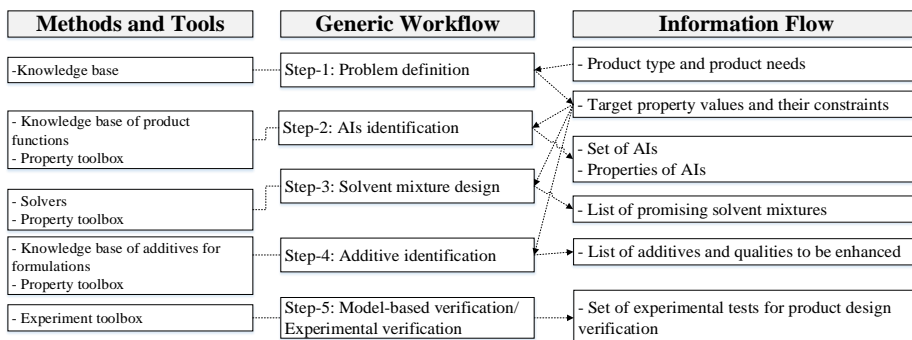 Methods and Tools
Generic Workflow
Information Flow
-Knowledge base
Step-1: Problem definition
- Product type and product needs
- Target property values and their constraints
- Knowledge base of product
functions
- Property toolbox
Step-2: AIs identification
- Set of AIs
- Properties of AIs
- Solvers
- Property toolbox
Step-3: Solvent mixture design
- List of promising solvent mixtures
- Knowledge base of additives for
formulations
- Property toolbox
Step-4: Additive identification
- List of additives and qualities to be enhanced
- Experiment toolbox
Step-5: Model-based verification/
Experimental verification
- Set of experimental tests for product design
verification